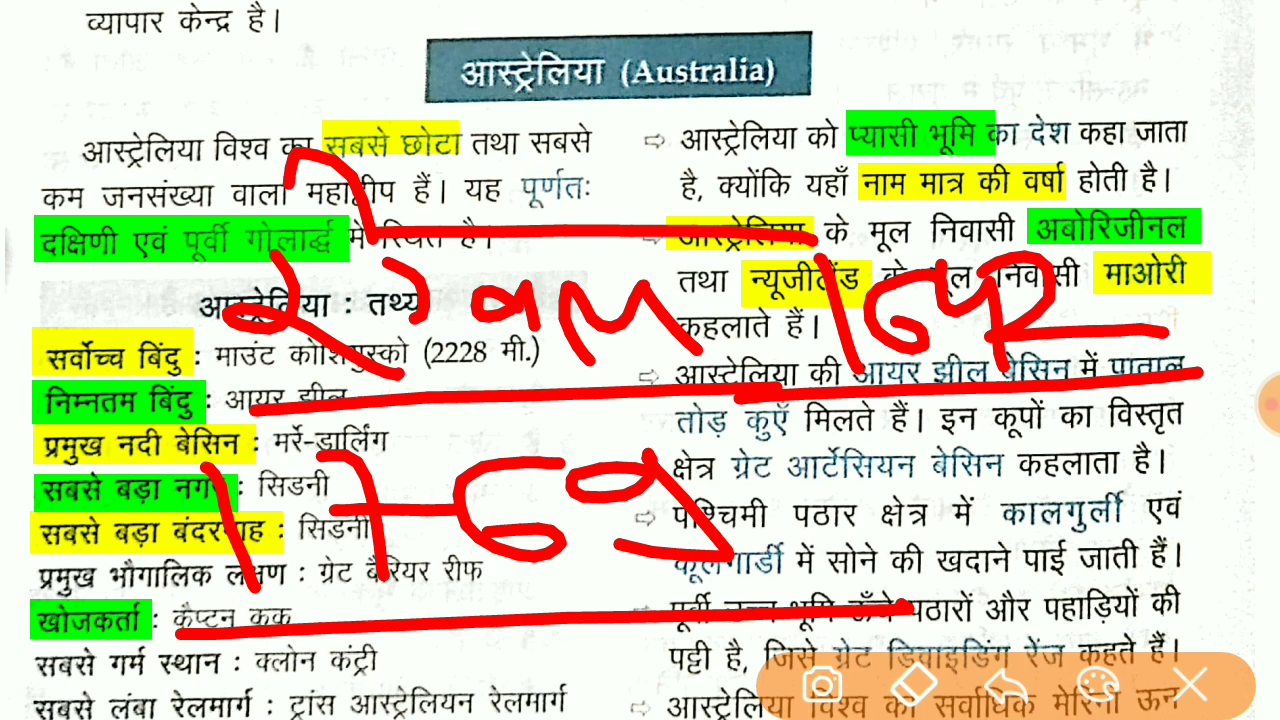 व्यापार केन्द्र है।
आस्ट्रेलिया (Australia)
आस्ट्रेलिया विश्व का सबसे छोटा तथा सबसे
कम जनसंख्या वाला महाद्वीप हैं। यह पूर्णतः
दक्षिणी एवं पूर्वी गोलार्द्ध में स्थित है।
आस्ट्रेलिया : तथ्य
सर्वोच्च बिंदु : माउंट कोशियुस्को (2228 मी.)
निम्नतम बिंदु : आयर झील
प्रमुख नदी बेसिन : मर्रे-डार्लिंग
सबसे बड़ा नगर : सिडनी
सबसे बड़ा बंदरगाह : सिडनी
प्रमुख भौगालिक लक्षण : ग्रेट बैरियर रीफ
खोजकर्ता : कैप्टन कुक
सबसे गर्म स्थान : क्लोन कंट्री
सबसे लंबा रेलमार्ग : ट्रांस आस्ट्रेलियन रेलमार्ग
⇨ आस्ट्रेलिया को प्यासी भूमि का देश कहा जाता
है, क्योंकि यहाँ नाम मात्र की वर्षा होती है।
⇨ आस्ट्रेलिया के मूल निवासी अबोरिजीनल
तथा न्यूजीलैंड के मूल निवासी माओरी
कहलाते हैं।
⇨ आस्टेलिया की आयर झील बेसिन में पाताल
तोड़ कुएँ मिलते हैं। इन कूपों का विस्तृत
क्षेत्र ग्रेट आर्टेसियन बेसिन कहलाता है।
⇨ पश्चिमी पठार क्षेत्र में कालगुर्ली एवं
कूलगार्डी में सोने की खदाने पाई जाती हैं।
⇨ पूर्वी उच्च भूमि ऊँचे पठारों और पहाड़ियों की
पट्टी है, जिसे ग्रेट डिवाइडिंग रेंज कहते हैं।
⇨ आस्ट्रेलिया विश्व का सर्वाधिक मेरिनो ऊन